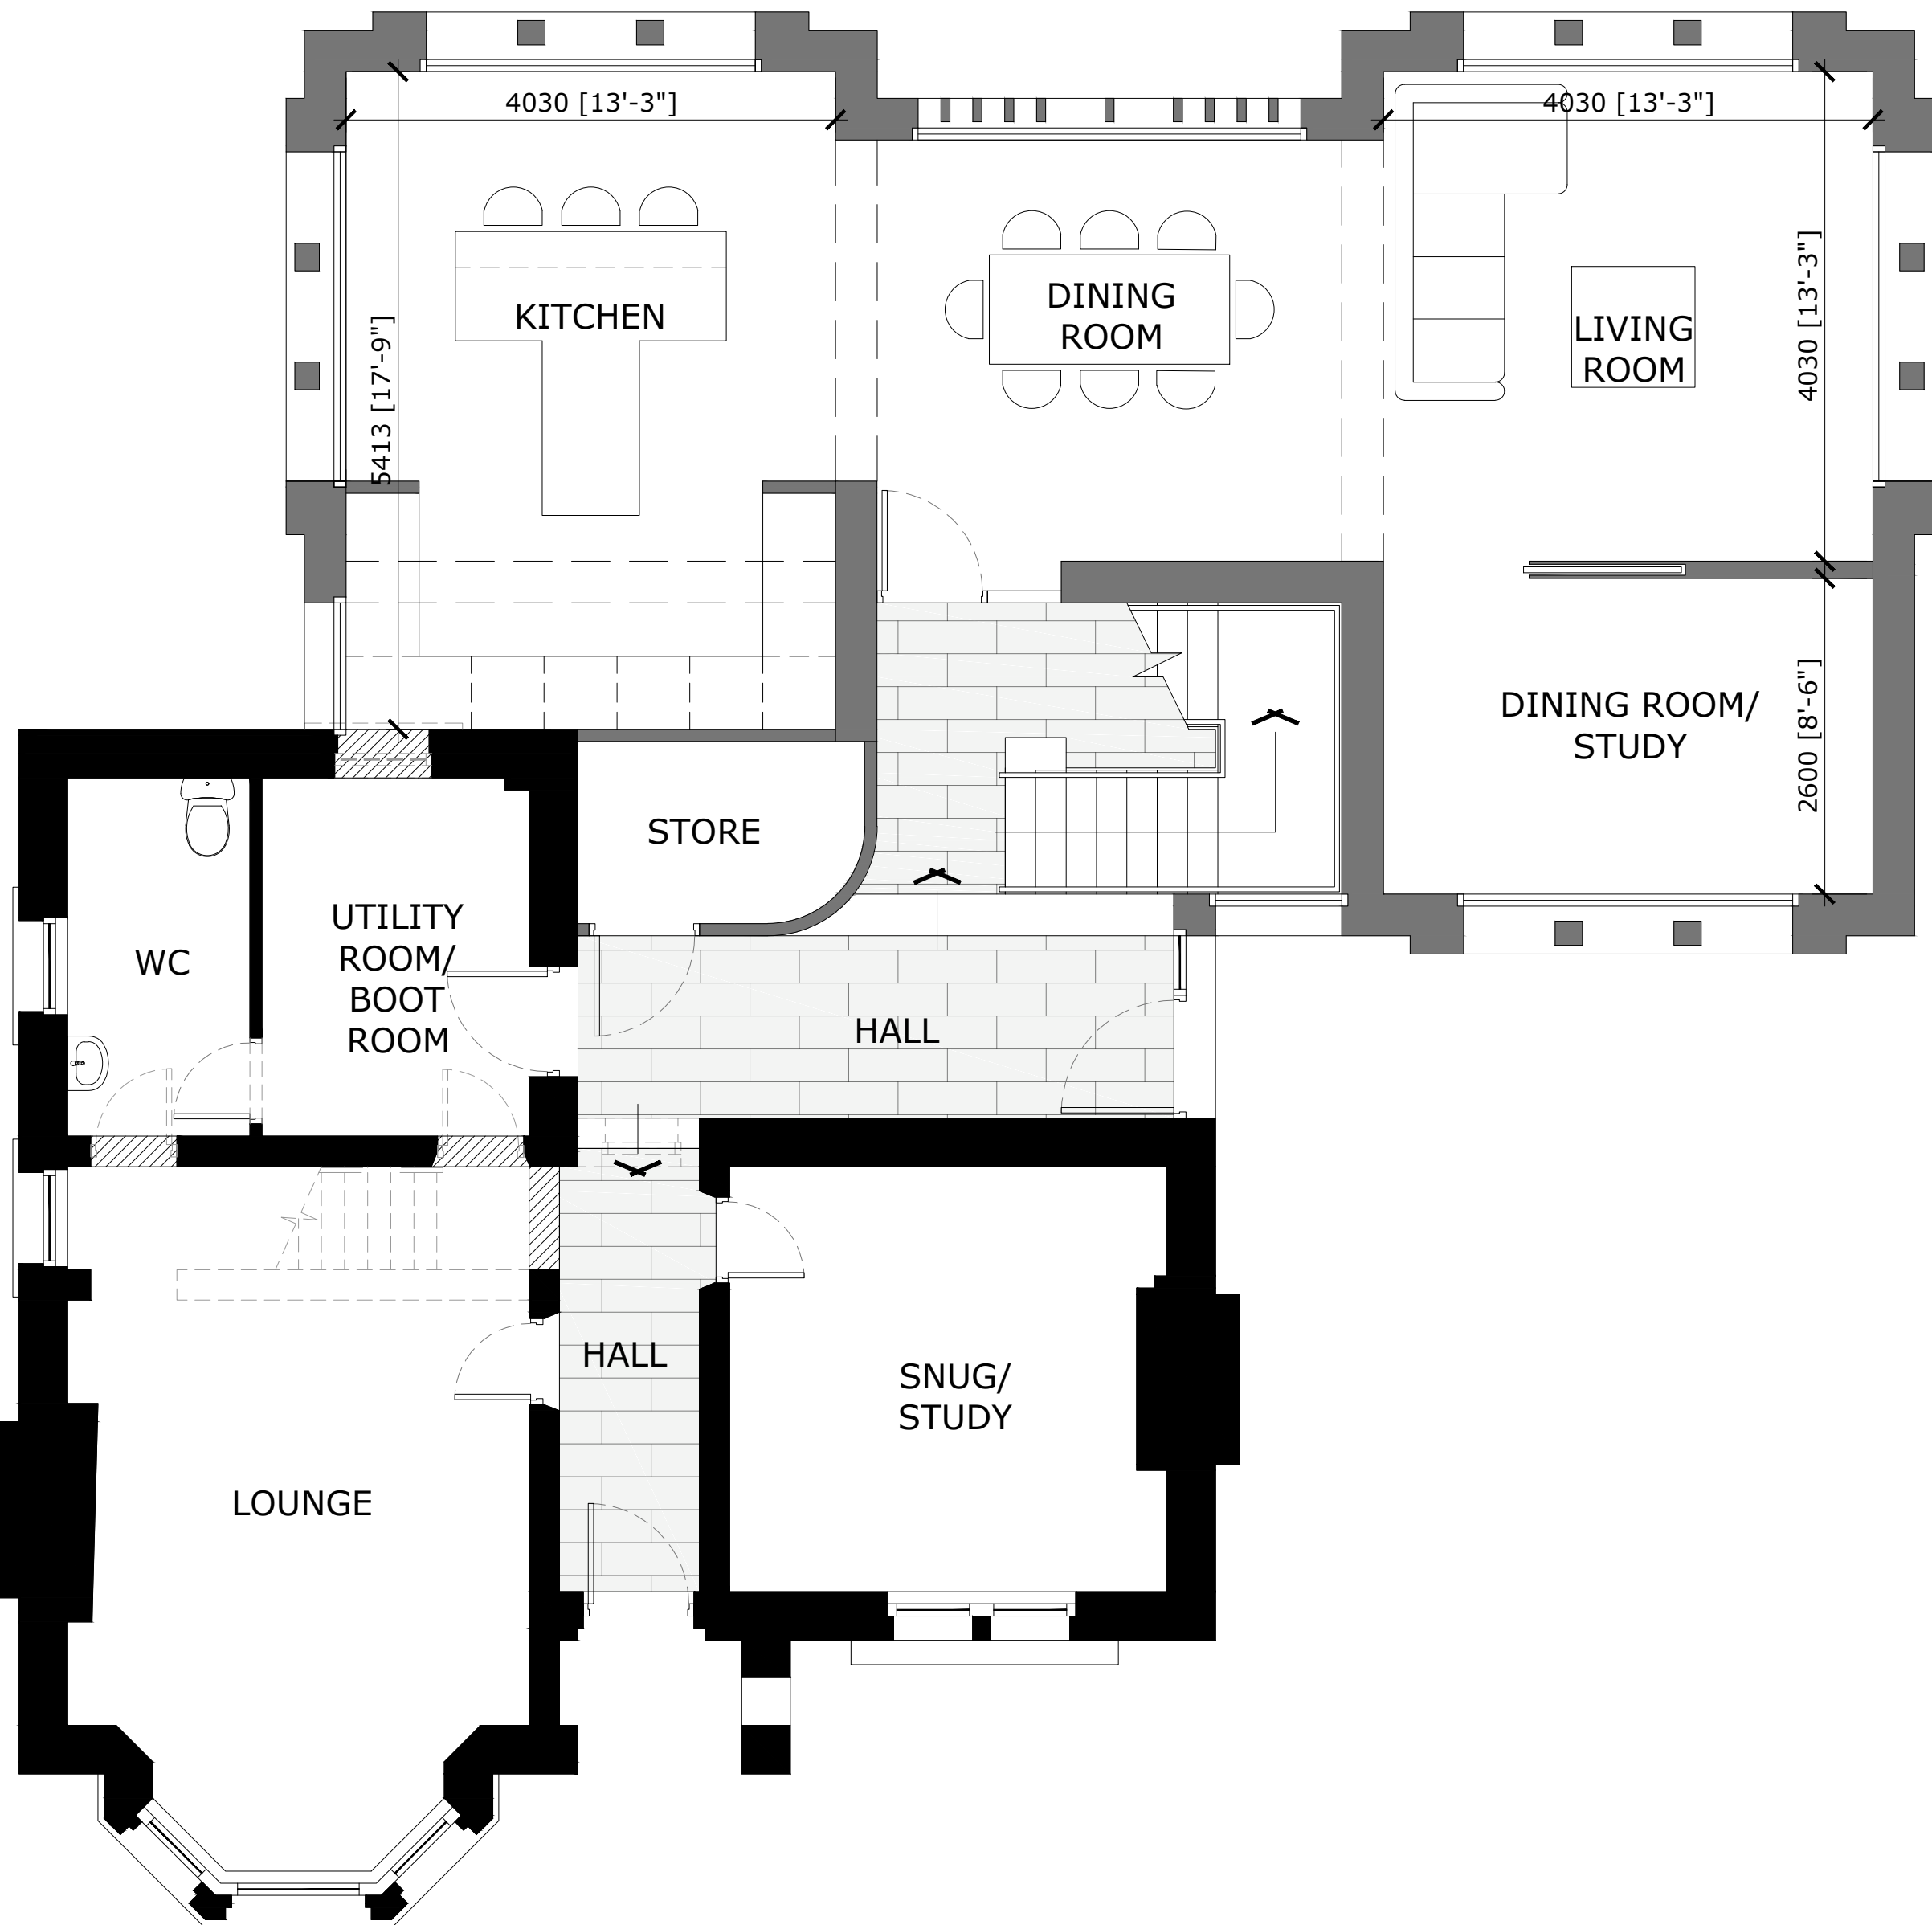 4030 [13'-3"]
4030 [13'-3"]
KITCHEN
DINING
ROOM
LIVING
ROOM
5413 [17'-9"]
4030 [13'-3"]
DINING ROOM/
STUDY
2600 [8'-6"]
STORE
UTILITY
ROOM/
BOOT
ROOM
WC
HALL
HALL
SNUG/
STUDY
LOUNGE